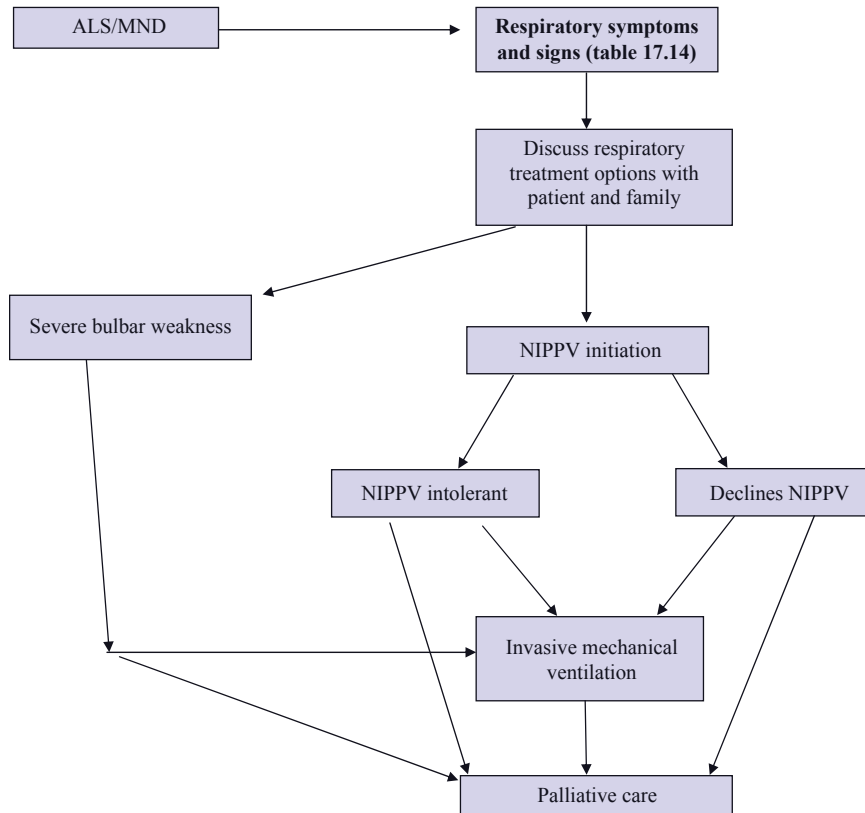 ALS/MND
Respiratory symptoms
and signs (table 17.14)
Discuss respiratory
treatment options with
patient and family
Severe bulbar weakness
NIPPV initiation
NIPPV intolerant
Declines NIPPV
Invasive mechanical
ventilation
Palliative care